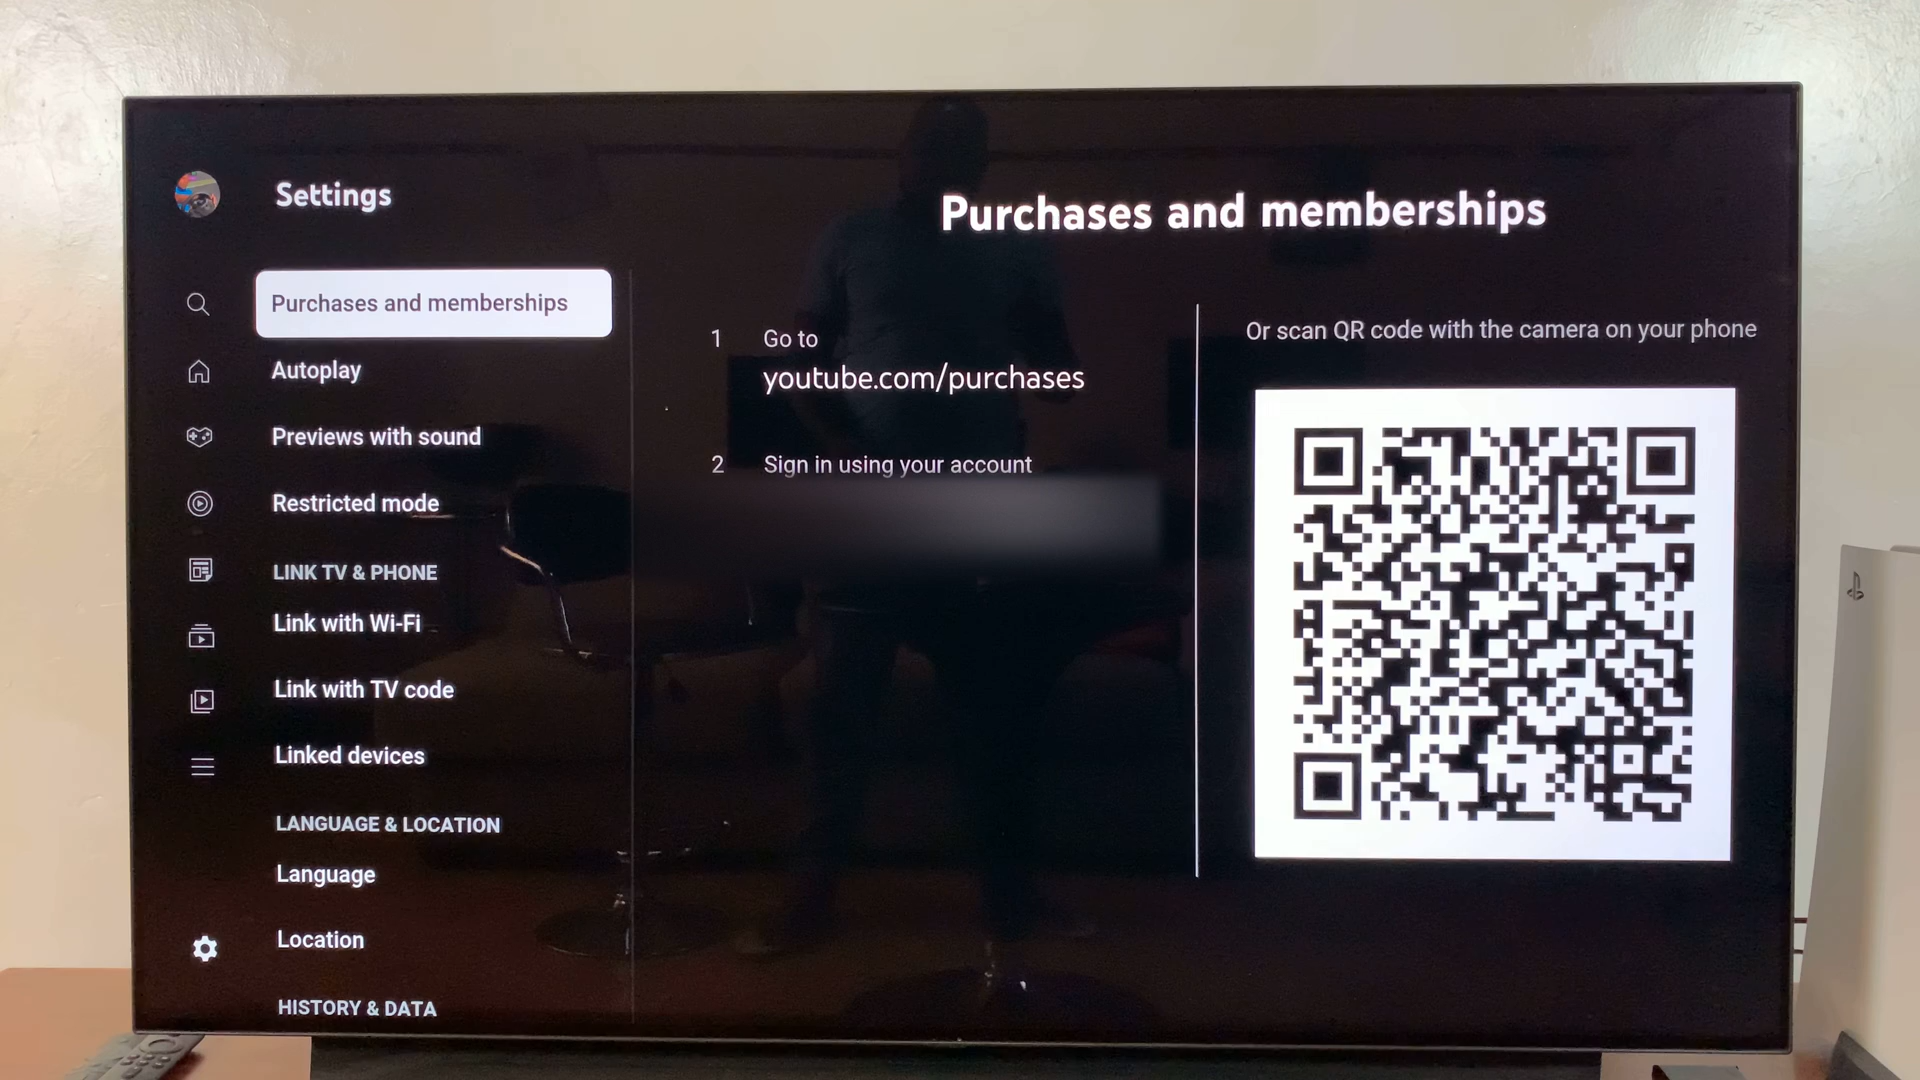 Settings
Purchases and memberships
Autoplay
Previews with sound
Restricted mode
LINK TV & PHONE
Link with Wi-Fi
Link with TV code
Linked devices
LANGUAGE & LOCATION
Language
Location
HISTORY & DATA
Purchases and memberships
1 Go to
youtube.com/purchases
2 Sign in using your account
Or scan QR code with the camera on your phone